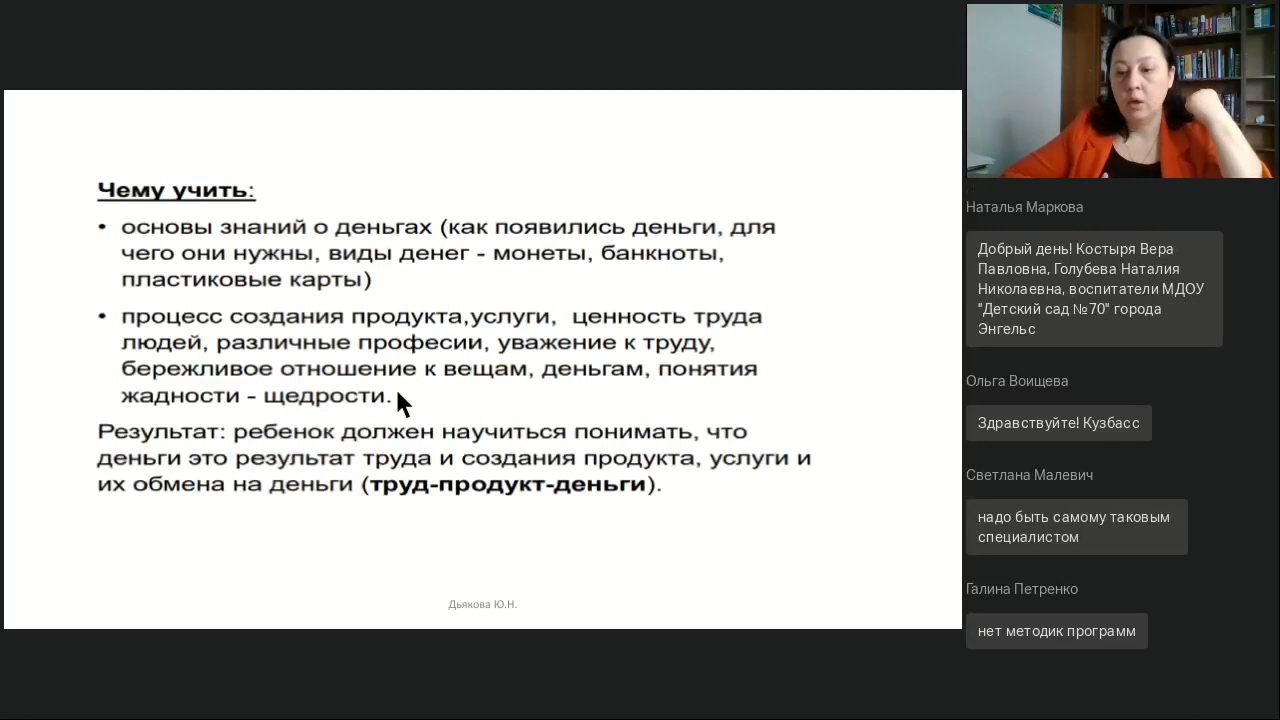 Чему учить:
• основы знаний о деньгах (как появились деньги, для
чего они нужны, виды денег - монеты, банкноты,
пластиковые карты)
• процесс создания продукта,услуги, ценность труда
людей, различные професии, уважение к труду,
бережливое отношение к вещам, деньгам, понятия
жадности - щедрости.
Результат: ребенок должен научиться понимать, что
деньги это результат труда и создания продукта, услуги и
их обмена на деньги (труд-продукт-деньги).
Дьякова Ю.Н.
Наталья Маркова
Добрый день! Костыря Вера
Павловна, Голубева Наталия
Николаевна, воспитатели МДОУ
"Детский сад №70" города
Энгельс
Ольга Воищева
Здравствуйте! Кузбасс
Светлана Малевич
надо быть самому таковым
специалистом
Галина Петренко
нет методик программ